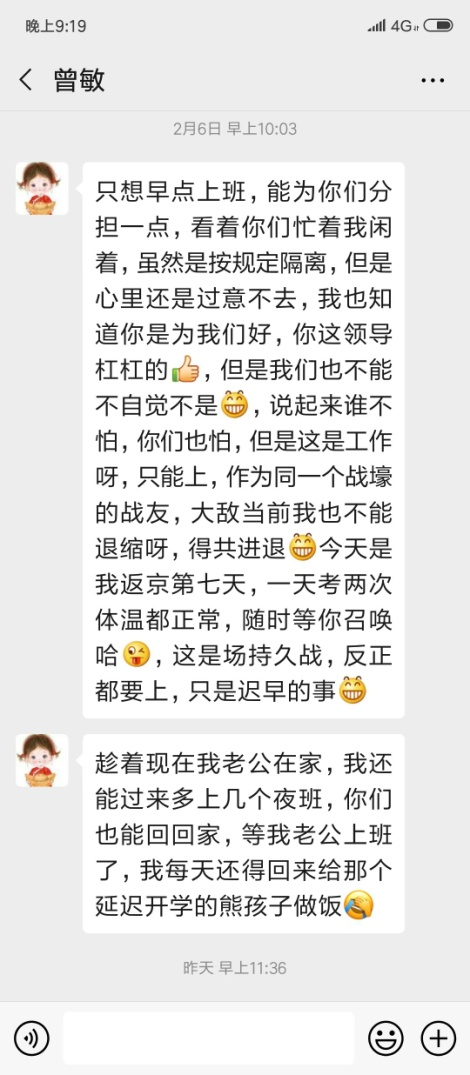 晚上9:19
4G
曾敏
2月6日 早上10:03
只想早点上班，能为你们分
担一点，看着你们忙着我闲
着，虽然是按规定隔离，但是
心里还是过意不去，我也知
道你是为我们好，你这领导
杠杠的👍，但是我们也不能
不自觉不是😁，说起来谁不
怕，你们也怕，但是这是工作
呀，只能上，作为同一个战壕
的战友，大敌当前我也不能
退缩呀，得共进退😁今天是
我返京第七天，一天考两次
体温都正常，随时等你召唤
哈😜，这是场持久战，反正
都要上，只是迟早的事😁
趁着现在我老公在家，我还
能过来多上几个夜班，你们
也能回回家，等我老公上班
了，我每天还得回来给那个
延迟开学的熊孩子做饭🤣
昨天 早上11:36